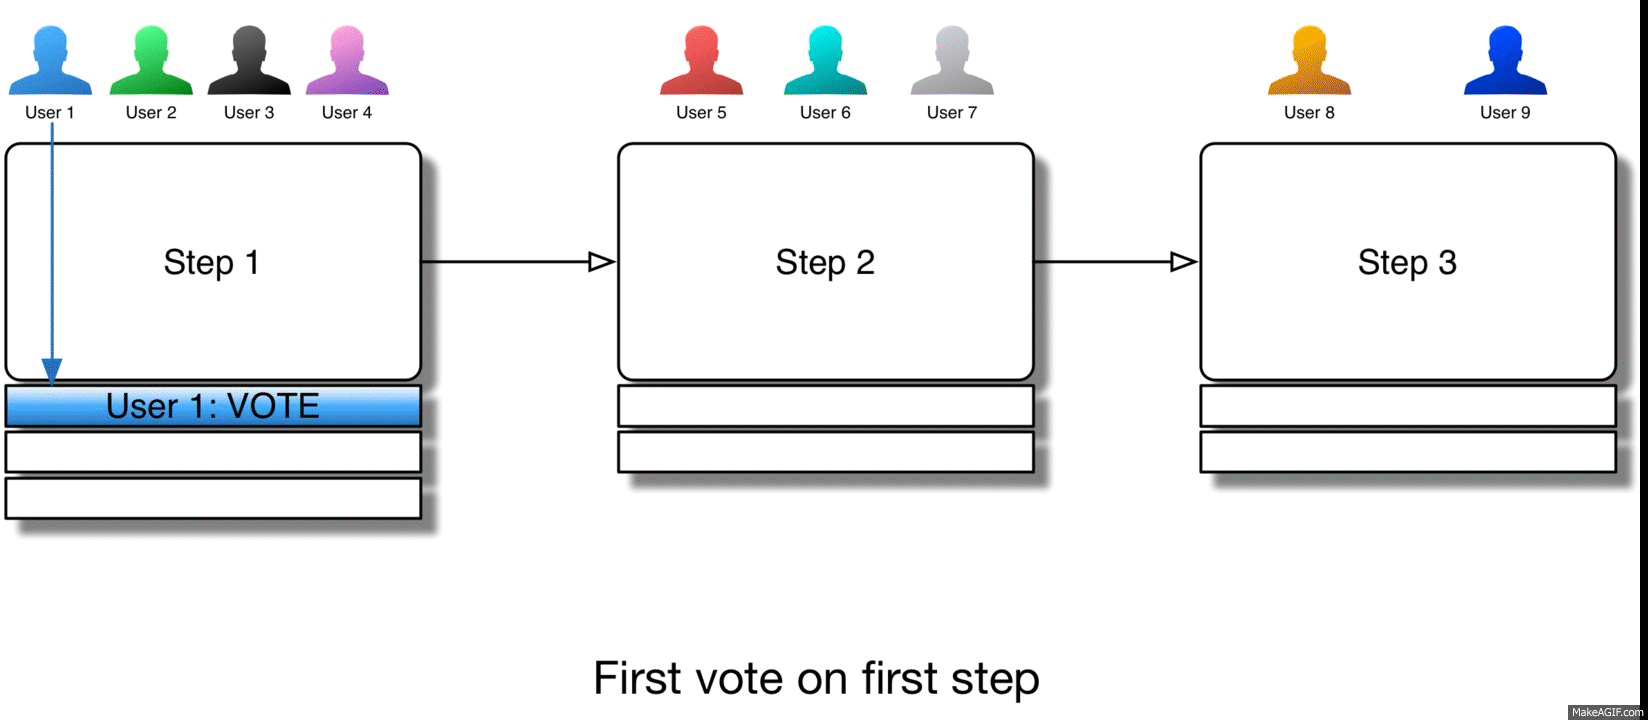 User 1
User 2
User 3
User 4
User 5
User 6
User 7
User 8
User 9
Step 1
Step 2
Step 3
User 1: VOTE
First vote on first step
MakeAGIF.com